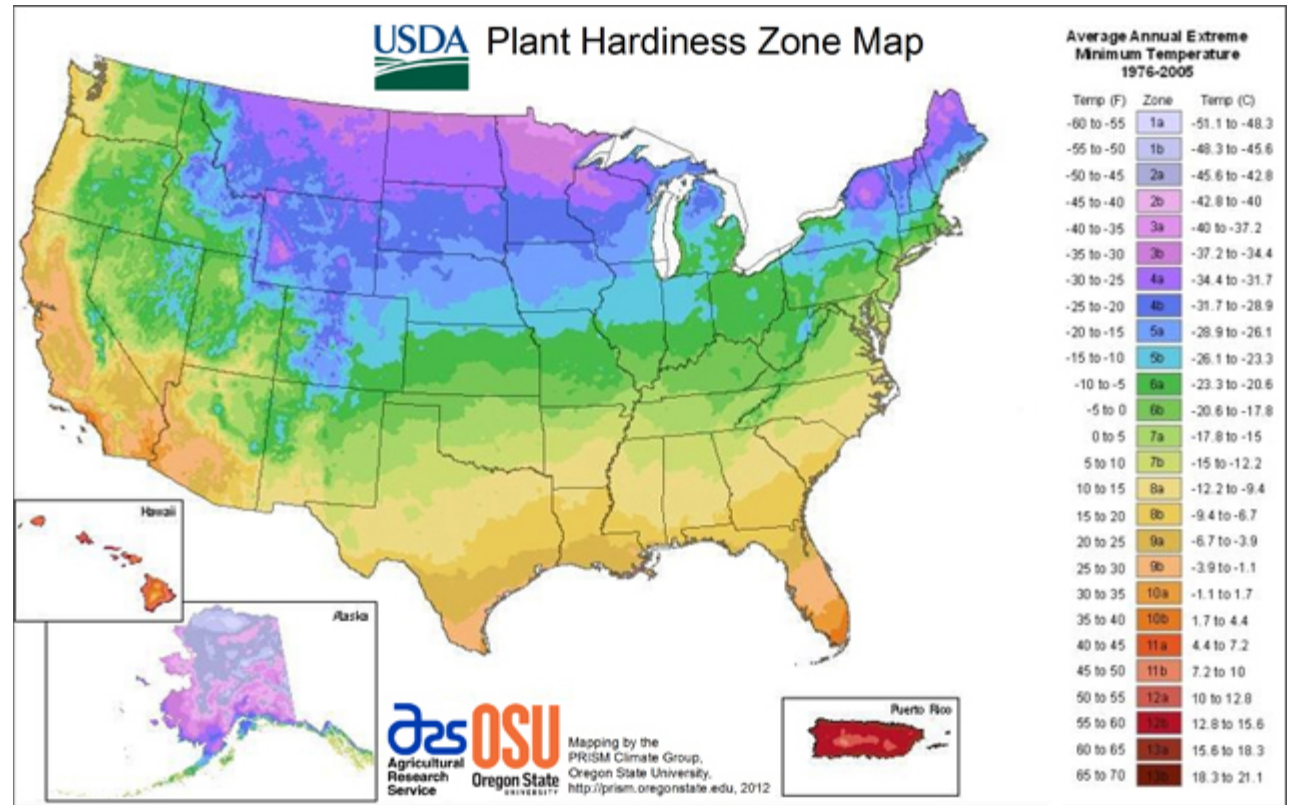 USDA Plant Hardiness Zone Map
Average Annual Extreme
Minimum Temperature
1976-2005
Temp (F) Zone Temp (C)
-60 to -55 1a -51.1 to -48.3
-55 to -50 1b -48.3 to -45.6
-50 to -45 2a -45.6 to -42.8
-45 to -40 2b -42.8 to -40
-40 to -35 3a -40 to -37.2
-35 to -30 3b -37.2 to -34.4
-30 to -25 4a -34.4 to -31.7
-25 to -20 4b -31.7 to -28.9
-20 to -15 5a -28.9 to -26.1
-15 to -10 5b -26.1 to -23.3
-10 to -5 6a -23.3 to -20.6
-5 to 0 6b -20.6 to -17.8
0 to 5 7a -17.8 to -15
5 to 10 7b -15 to -12.2
10 to 15 8a -12.2 to -9.4
15 to 20 8b -9.4 to -6.7
20 to 25 9a -6.7 to -3.9
25 to 30 9b -3.9 to -1.1
30 to 35 10a -1.1 to 1.7
35 to 40 10b 1.7 to 4.4
40 to 45 11a 4.4 to 7.2
45 to 50 11b 7.2 to 10
50 to 55 12a 10 to 12.8
55 to 60 12b 12.8 to 15.6
60 to 65 13a 15.6 to 18.3
65 to 70 13b 18.3 to 21.1
Hawaii
Alaska
ars
Agricultural
Research
Service
OSU
Oregon State
UNIVERSITY
Mapping by the
PRISM Climate Group,
Oregon State University,
http://prism.oregonstate.edu, 2012
Puerto Rico